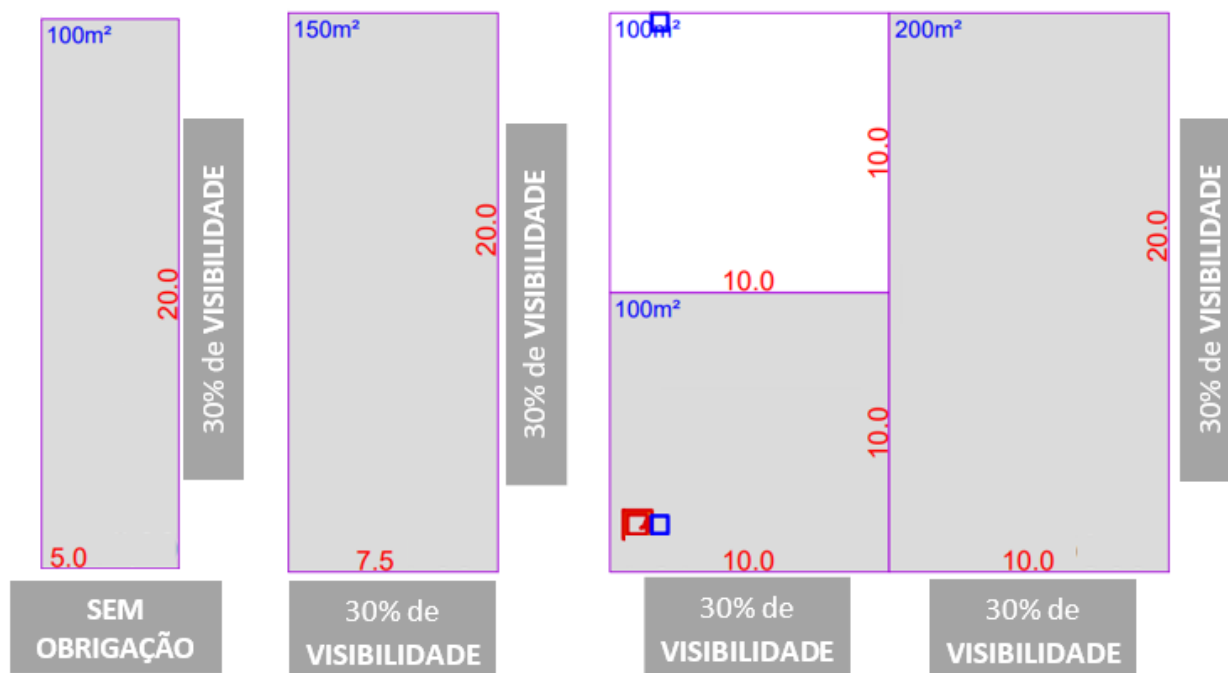 100m²
20.0
5.0
30% de VISIBILIDADE
SEM
OBRIGAÇÃO
150m²
20.0
7.5
30% de VISIBILIDADE
30% de
VISIBILIDADE
100m²
10.0
10.0
100m²
10.0
10.0
30% de
VISIBILIDADE
200m²
20.0
10.0
30% de VISIBILIDADE
30% de
VISIBILIDADE